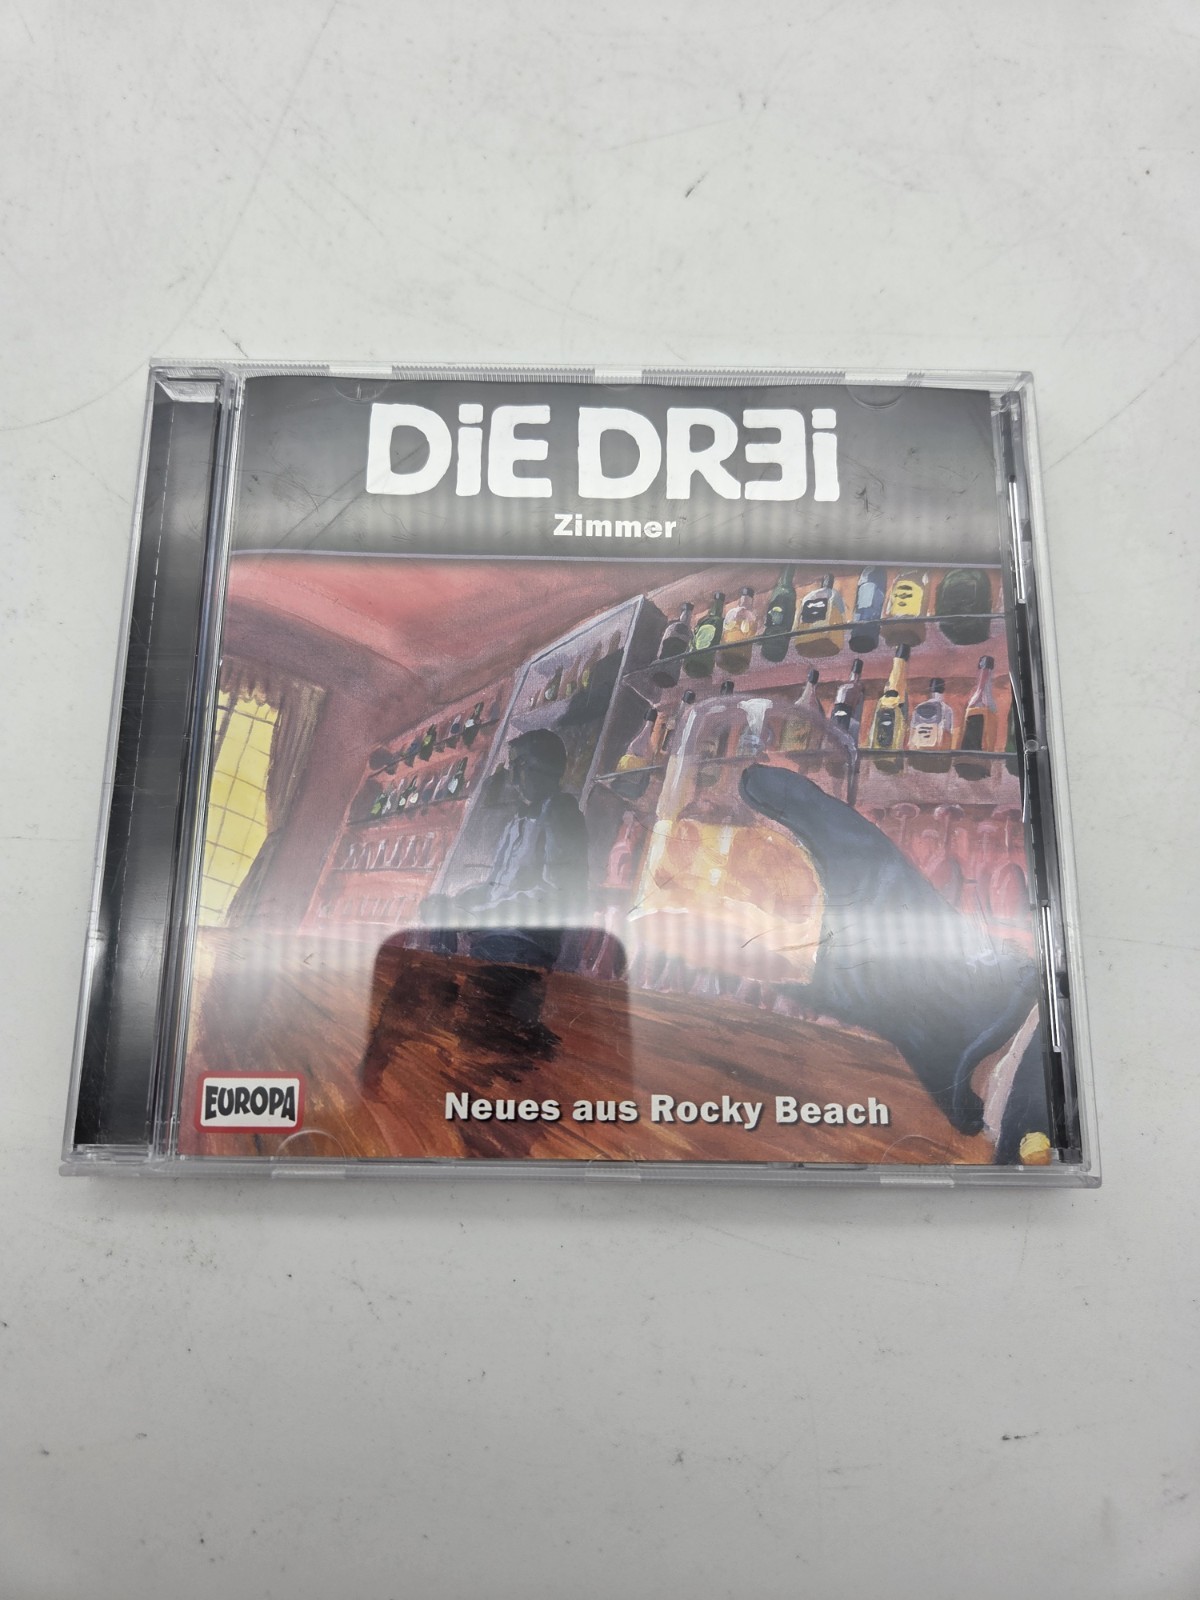 DiE DR3i
Zimmer
EUROPA
Neues aus Rocky Beach